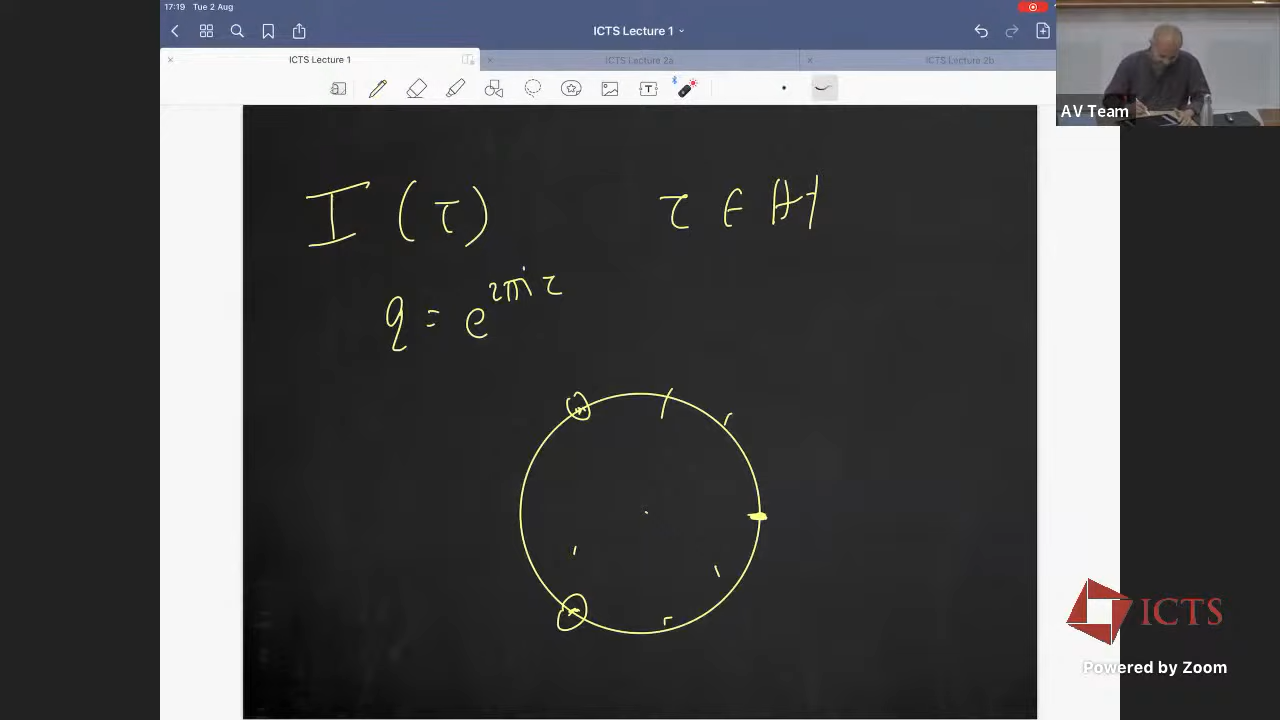 17:19 Tue 2 Aug
ICTS Lecture 1
ICTS Lecture 1
ICTS Lecture 2a
ICTS Lecture 2b
T
AV Team
I (τ) τ ∈ ℍ
q = e^{2πiτ}
ICTS
Powered by Zoom